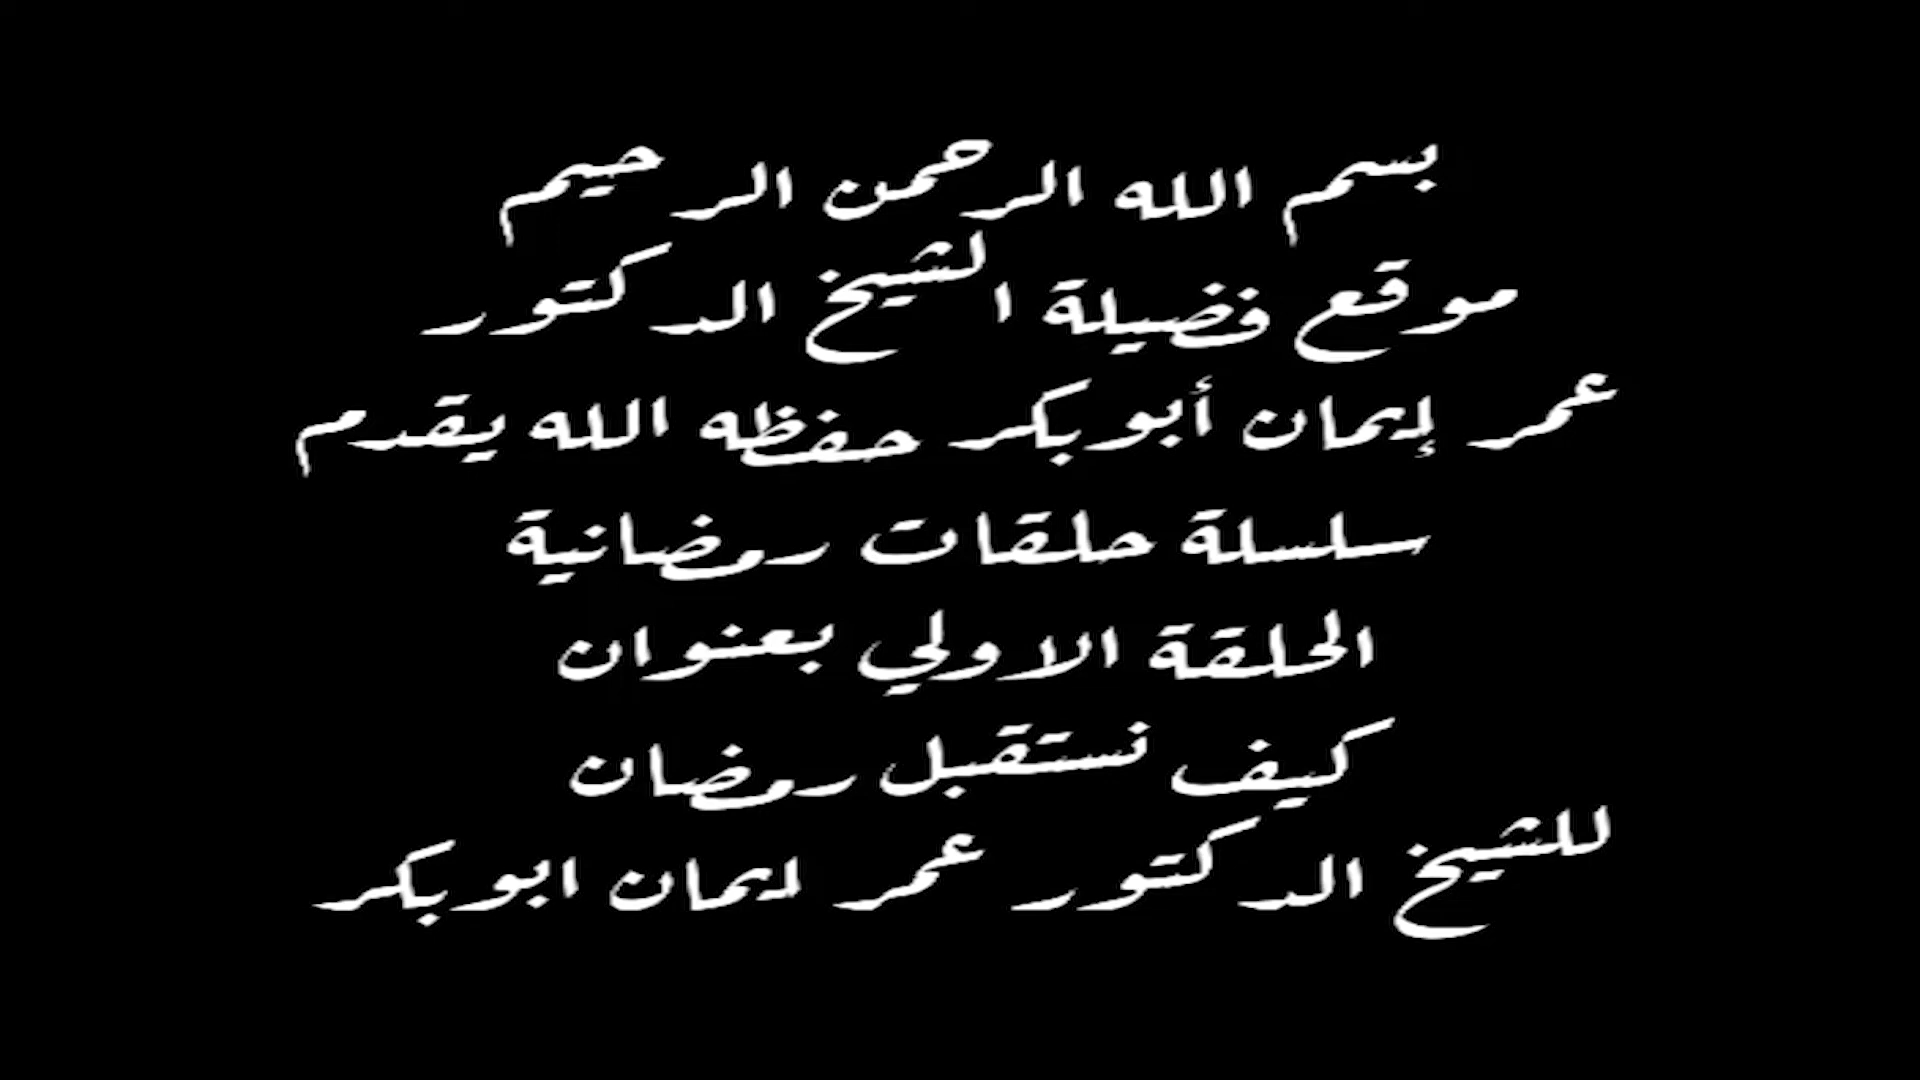 بسم الله الرحمن الرحيم
موقع فضيلة الشيخ الدكتور
عمر إيمان أبوبكر حفظه الله يقدم
سلسلة حلقات رمضانية
الحلقة الاولي بعنوان
كيف نستقبل رمضان
للشيخ الدكتور عمر ايمان ابوبكر